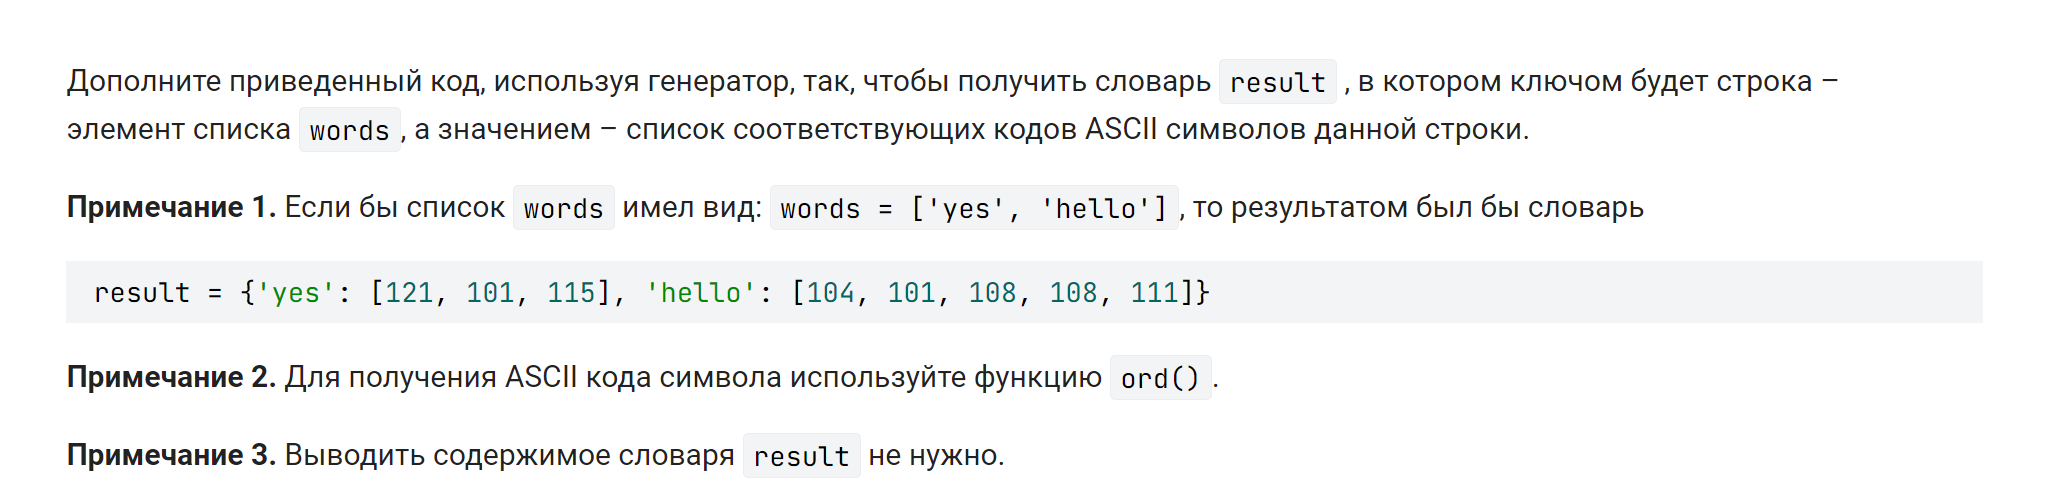 Дополните приведенный код, используя генератор, так, чтобы получить словарь result , в котором ключом будет строка –
элемент списка words , а значением – список соответствующих кодов ASCII символов данной строки.
Примечание 1. Если бы список words имел вид: words = ['yes', 'hello'] , то результатом был бы словарь
result = {'yes': [121, 101, 115], 'hello': [104, 101, 108, 108, 111]}
Примечание 2. Для получения ASCII кода символа используйте функцию ord() .
Примечание 3. Выводить содержимое словаря result не нужно.